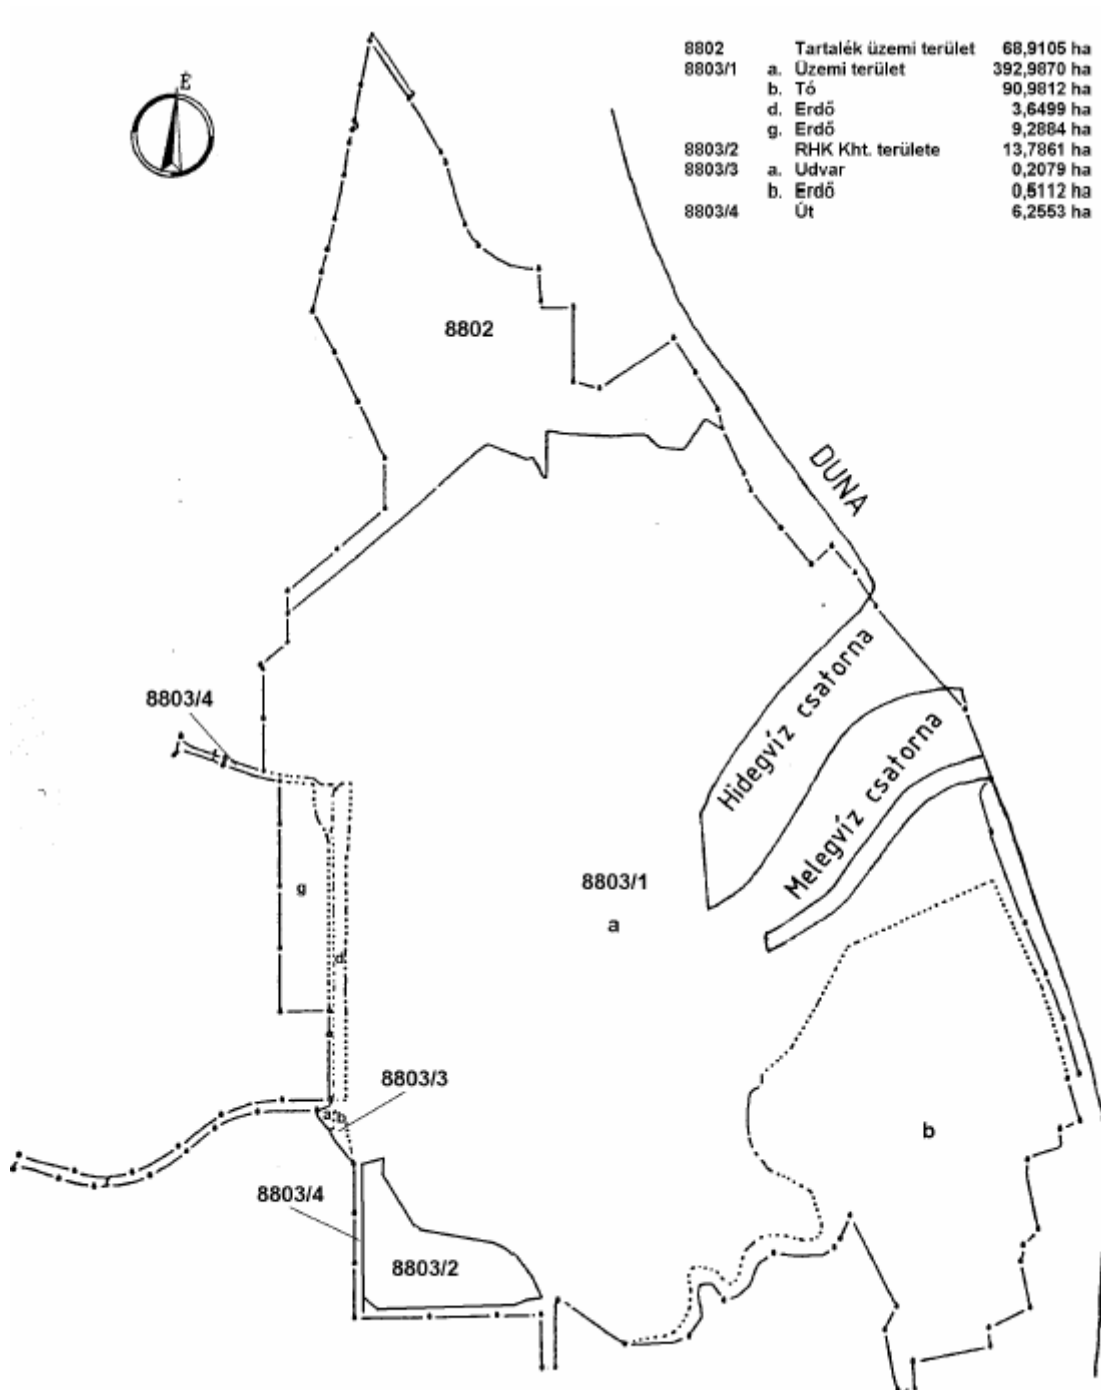 É
8802 Tartalék üzemi terület 68,9105 ha
8803/1 a. Üzemi terület 392,9870 ha
b. Tó 90,9812 ha
d. Erdő 3,6499 ha
g. Erdő 9,2884 ha
8803/2 RHK Kht. területe 13,7861 ha
8803/3 a. Udvar 0,2079 ha
b. Erdő 0,5112 ha
8803/4 Út 6,2553 ha
8802
DUNA
Hidegvíz csatorna
8803/4
Melegvíz csatorna
8803/1
g
a
d
8803/3
a
b
b
8803/4
8803/2